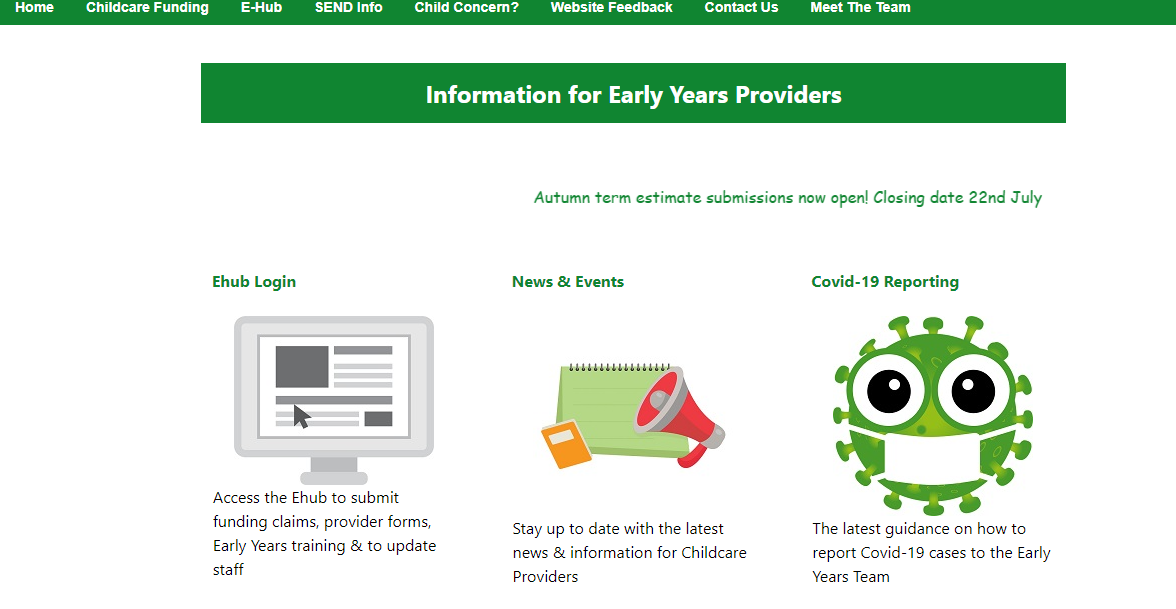 Home Childcare Funding E-Hub SEND Info Child Concern? Website Feedback Contact Us Meet The Team
Information for Early Years Providers
Autumn term estimate submissions now open! Closing date 22nd July
Ehub Login
Access the Ehub to submit
funding claims, provider forms,
Early Years training & to update
staff
News & Events
Stay up to date with the latest
news & information for Childcare
Providers
Covid-19 Reporting
The latest guidance on how to
report Covid-19 cases to the Early
Years Team